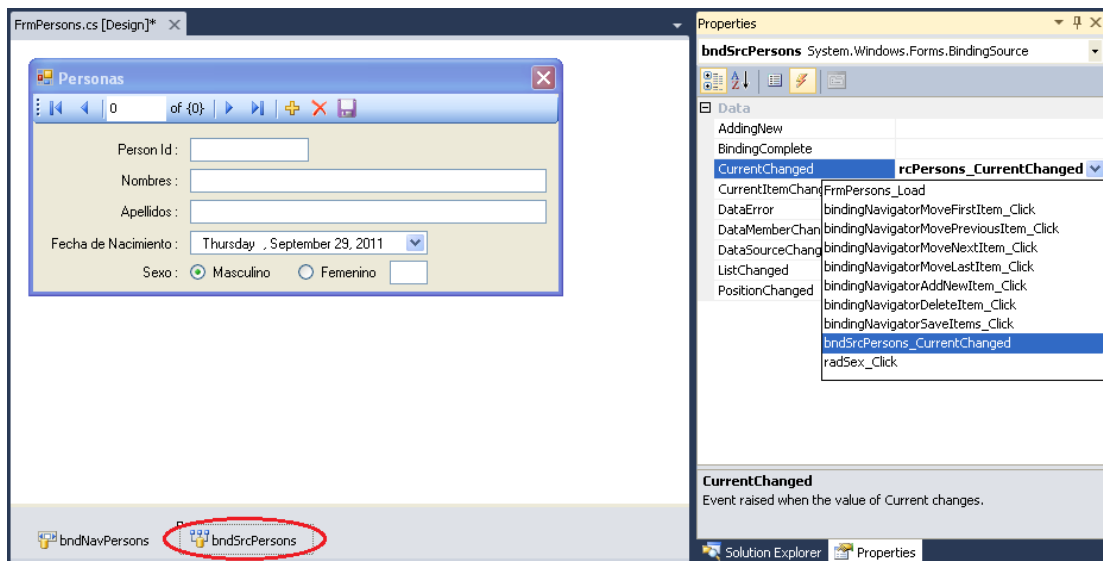 FrmPersons.cs [Design]*
Personas
0 of {0}
Person Id :
Nombres :
Apellidos :
Fecha de Nacimiento : Thursday , September 29, 2011
Sexo : Masculino Femenino
bndNavPersons bndSrcPersons
Properties
bndSrcPersons System.Windows.Forms.BindingSource
Data
AddingNew
BindingComplete
CurrentChanged rcPersons_CurrentChanged
CurrentItemChang
DataError
DataMemberChan
DataSourceChang
ListChanged
PositionChanged
FrmPersons_Load
bindingNavigatorMoveFirstItem_Click
bindingNavigatorMovePreviousItem_Click
bindingNavigatorMoveNextItem_Click
bindingNavigatorMoveLastItem_Click
bindingNavigatorAddNewItem_Click
bindingNavigatorDeleteItem_Click
bindingNavigatorSaveItems_Click
bndSrcPersons_CurrentChanged
radSex_Click
CurrentChanged
Event raised when the value of Current changes.
Solution Explorer Properties